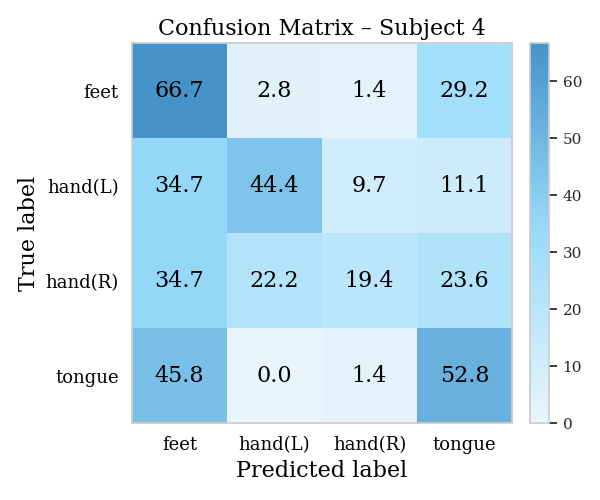 Confusion Matrix – Subject 4
feet 66.7 2.8 1.4 29.2
hand(L) 34.7 44.4 9.7 11.1
hand(R) 34.7 22.2 19.4 23.6
tongue 45.8 0.0 1.4 52.8
feet hand(L) hand(R) tongue
Predicted label
True label
60
50
40
30
20
10
0